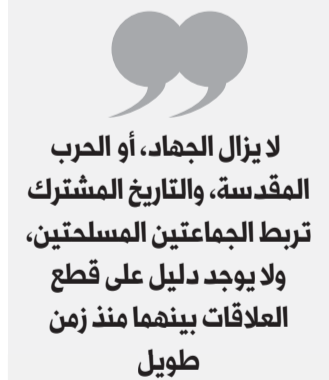 لا يزال الجهاد، أو الحرب
المقدسة، والتاريخ المشترك
تربط الجماعتين المسلحتين،
ولا يوجد دليل على قطع
العلاقات بينهما منذ زمن
طويل